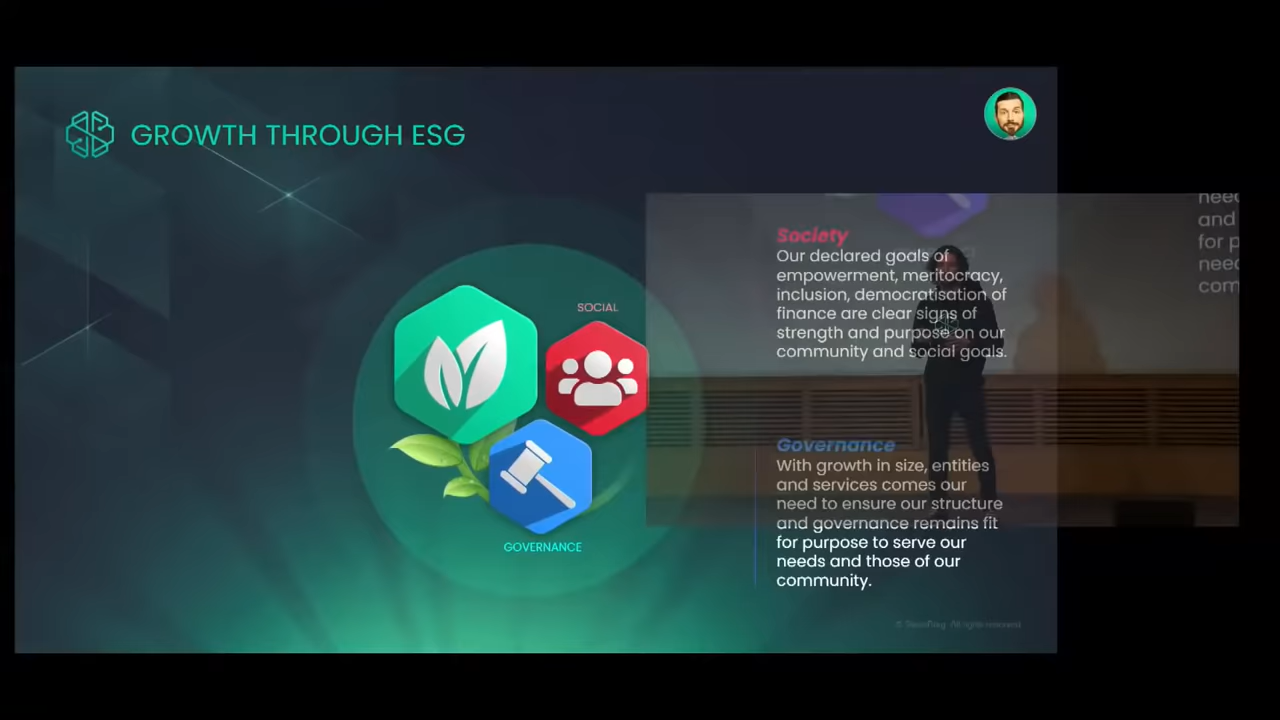 GROWTH THROUGH ESG
SOCIAL
GOVERNANCE
Society
Our declared goals of
empowerment, meritocracy,
inclusion, democratisation of
finance are clear signs of
strength and purpose on our
community and social goals.
Governance
With growth in size, entities
and services comes our
need to ensure our structure
and governance remains fit
for purpose to serve our
needs and those of our
community.
and
for p